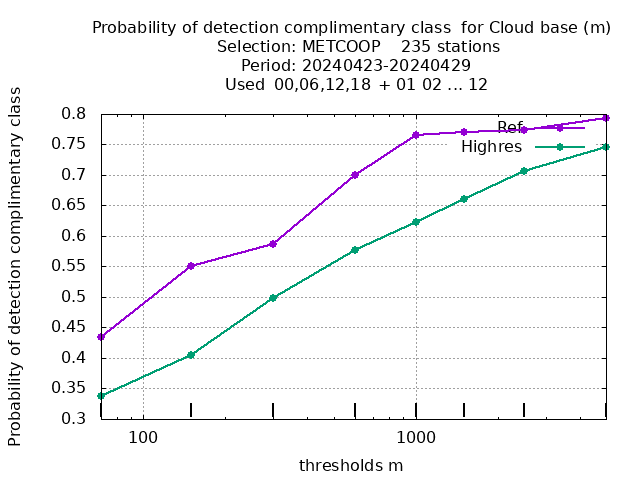 Probability of detection complimentary class  for Cloud base (m)
Selection: METCOOP    235 stations
Period: 20240423-20240429
Used  00,06,12,18  + 01 02 ... 12
Probability of detection complimentary class
0.8
0.75
0.7
0.65
0.6
0.55
0.5
0.45
0.4
0.35
0.3
Ref
Highres
100
1000
thresholds m